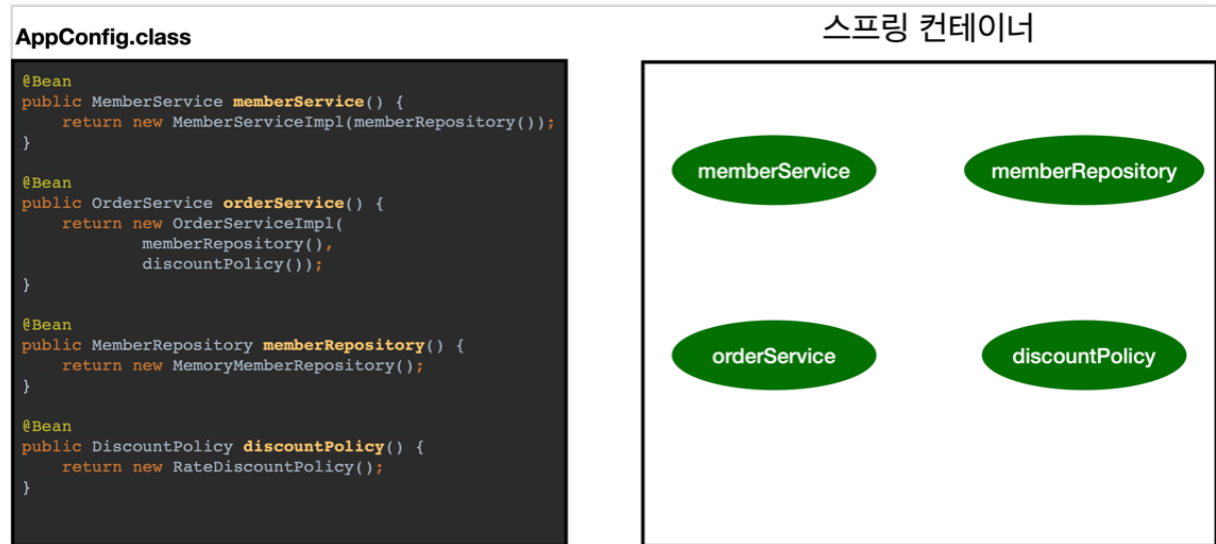 AppConfig.class
@Bean
public MemberService memberService() {
    return new MemberServiceImpl(memberRepository());
}
@Bean
public OrderService orderService() {
    return new OrderServiceImpl(
            memberRepository(),
            discountPolicy());
}
@Bean
public MemberRepository memberRepository() {
    return new MemoryMemberRepository();
}
@Bean
public DiscountPolicy discountPolicy() {
    return new RateDiscountPolicy();
}
스프링 컨테이너
memberService
memberRepository
orderService
discountPolicy